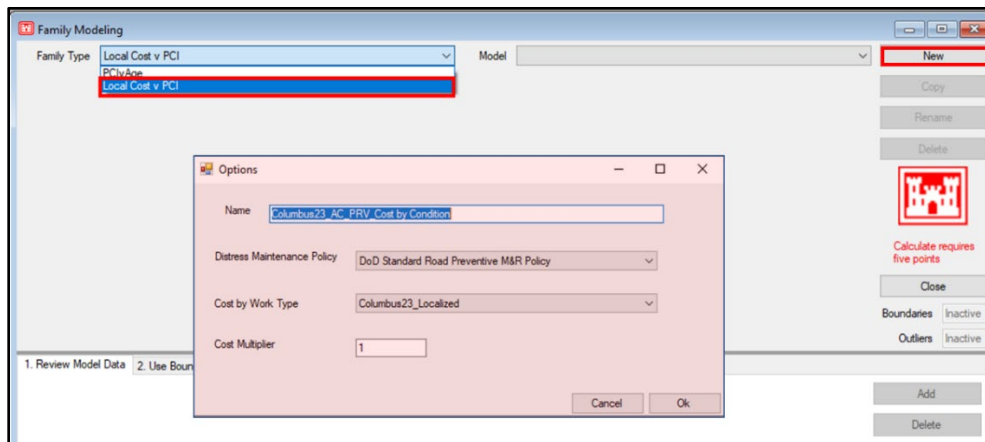 Family Modeling
Family Type Local Cost v PCI Model New
PCIvAge
Local Cost v PCI
Copy
Rename
Delete
Options
Name Columbus23_AC_PRV_Cost by Condition
Distress Maintenance Policy DoD Standard Road Preventive M&R Policy
Cost by Work Type Columbus23_Localized
Cost Multiplier 1
Cancel Ok
Calculate requires
five points
Close
Boundaries Inactive
Outliers Inactive
1. Review Model Data 2. Use Boun
Add
Delete